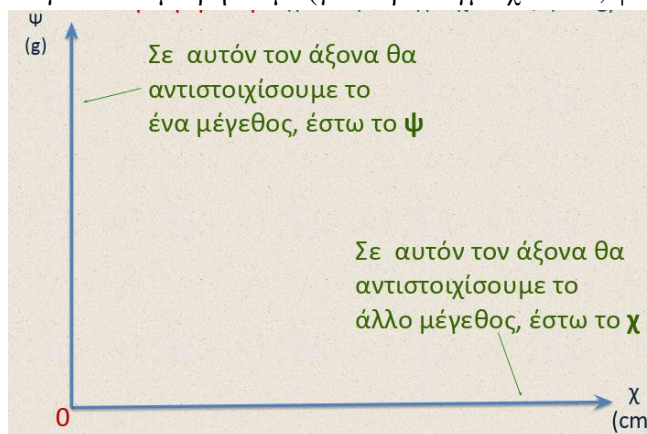 Ψ
(g)
Σε αυτόν τον άξονα θα
αντιστοιχίσουμε το
ένα μέγεθος, έστω το ψ
Σε αυτόν τον άξονα θα
αντιστοιχίσουμε το
άλλο μέγεθος, έστω το χ
0
χ
(cm